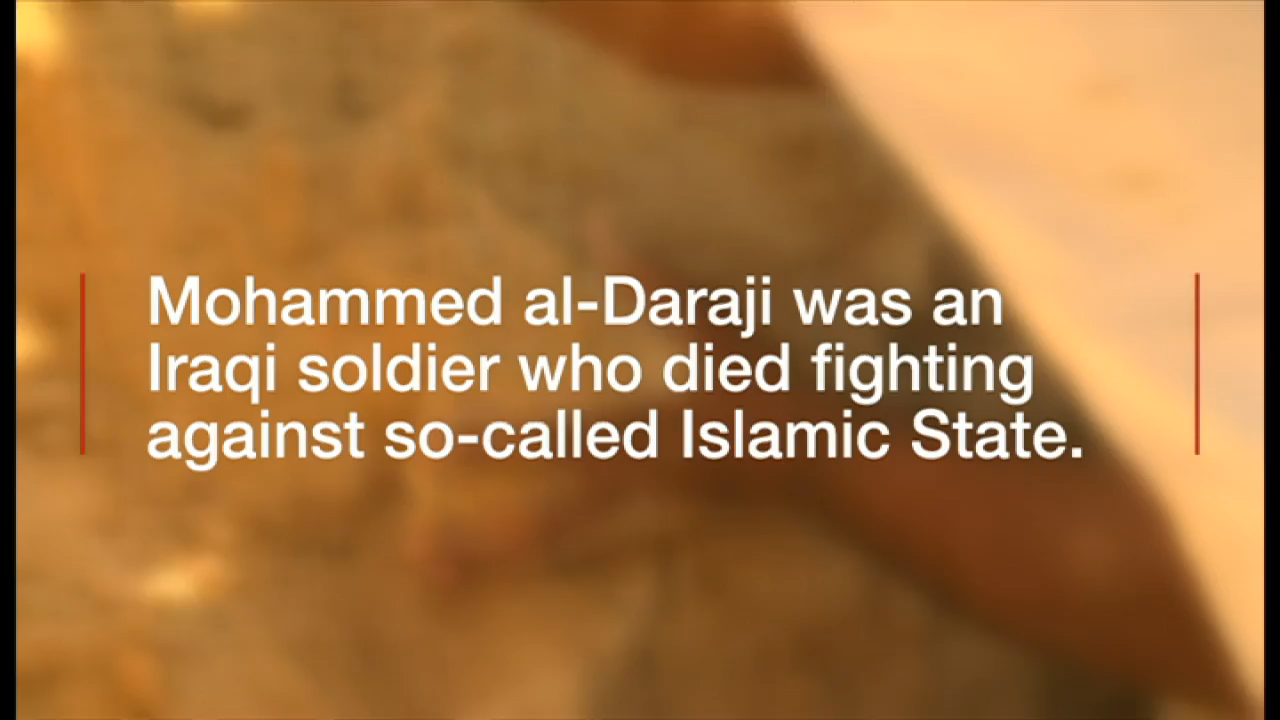 Mohammed al-Daraji was an
Iraqi soldier who died fighting
against so-called Islamic State.